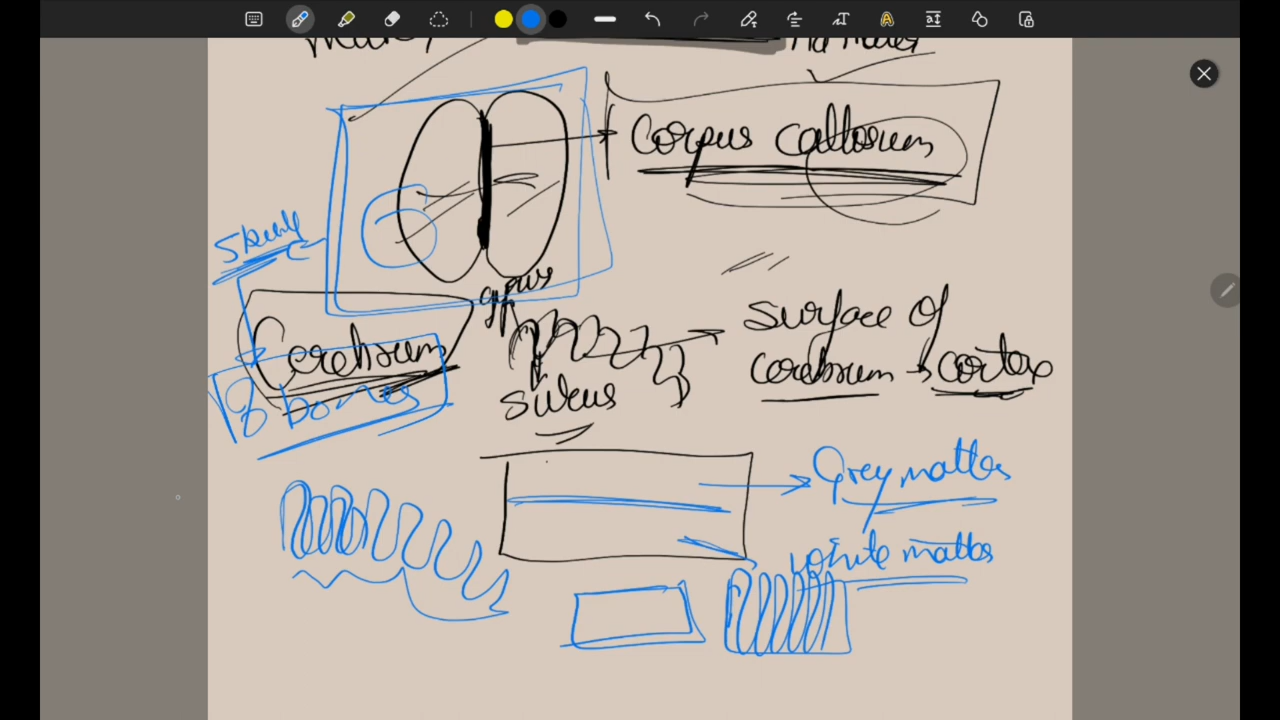 Corpus callosum
Skull
gyrus
Cerebrum
8 bones
sulcus
surface of
cerebrum → cortex
Grey matter
white matter